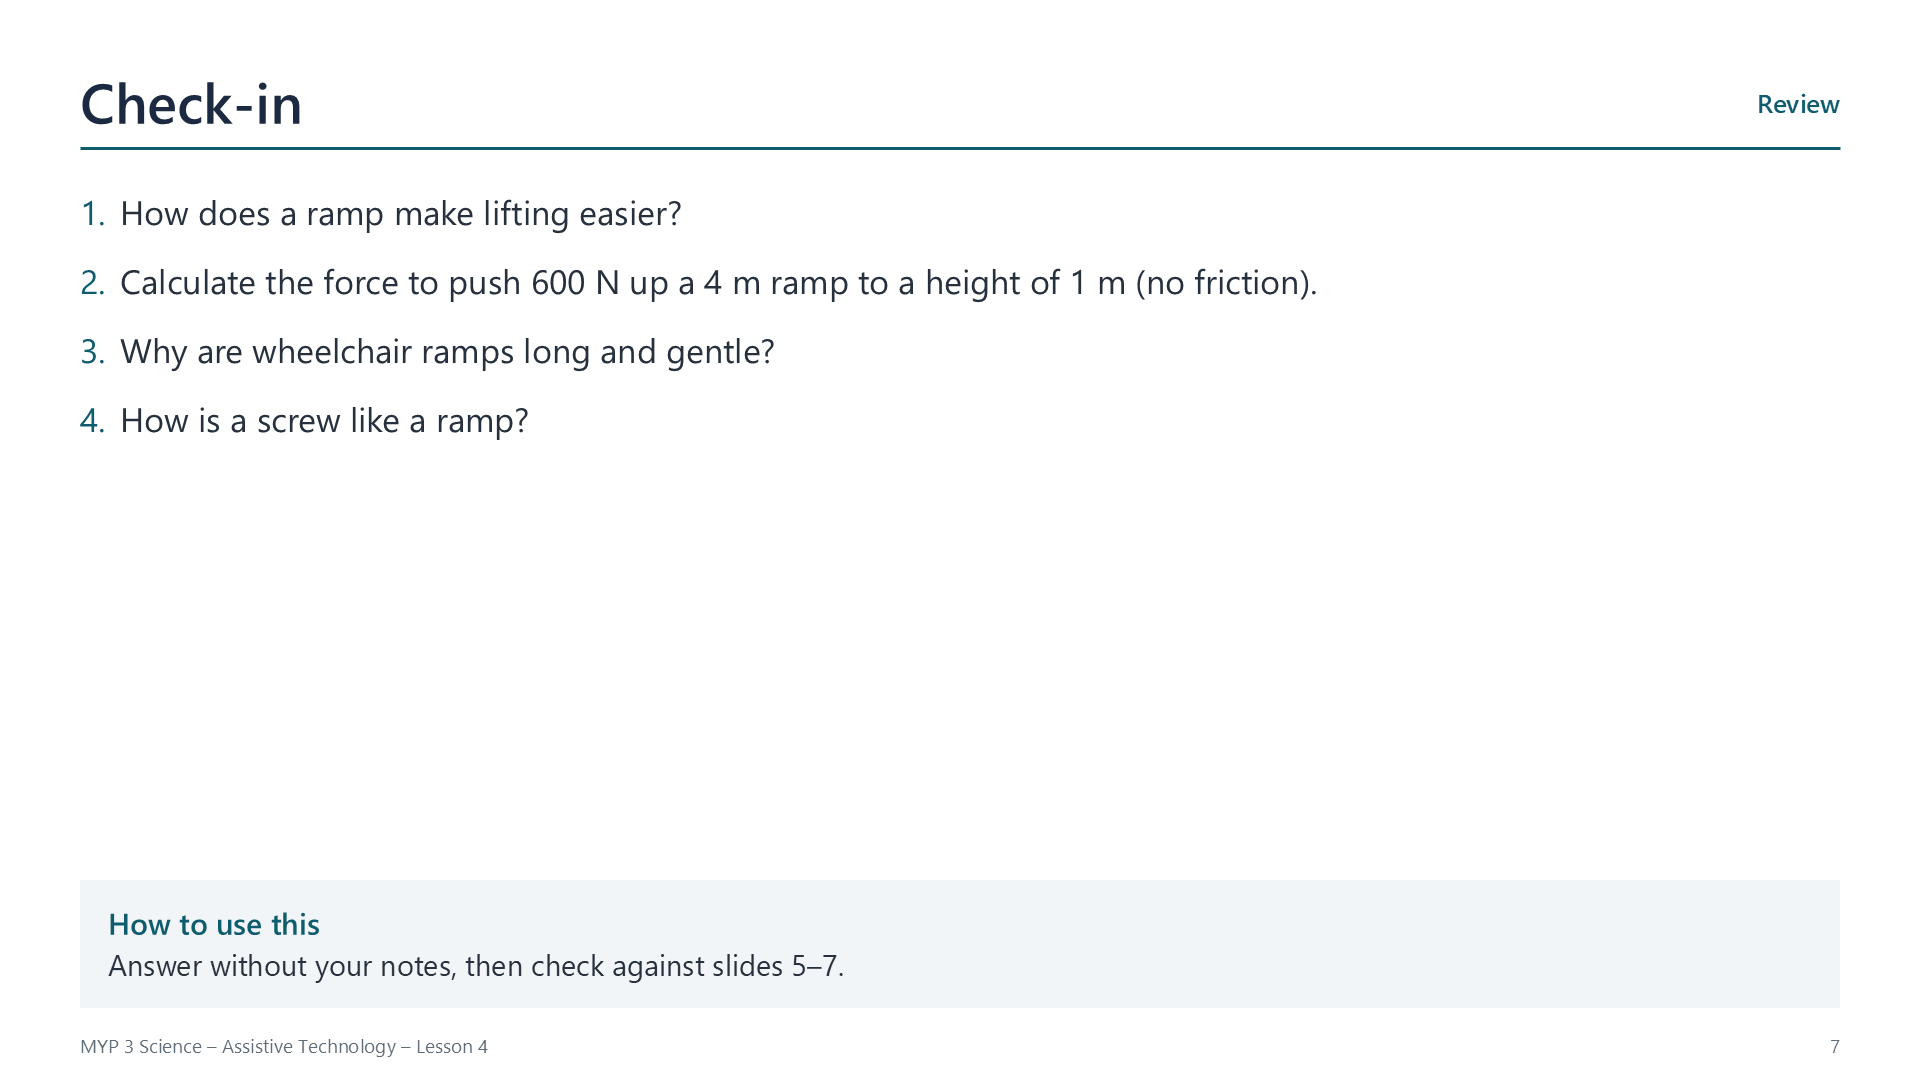 Check-in
Review
1. How does a ramp make lifting easier?
2. Calculate the force to push 600 N up a 4 m ramp to a height of 1 m (no friction).
3. Why are wheelchair ramps long and gentle?
4. How is a screw like a ramp?
How to use this
Answer without your notes, then check against slides 5–7.
MYP 3 Science – Assistive Technology – Lesson 4
7